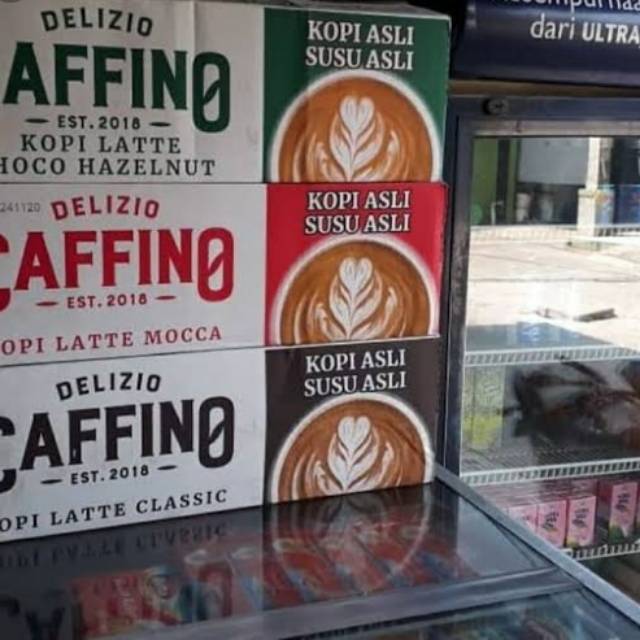 DELIZIO
CAFFINO
EST. 2018
KOPI LATTE
CHOCO HAZELNUT
KOPI ASLI
SUSU ASLI
241120
DELIZIO
CAFFINO
EST. 2018
KOPI LATTE MOCCA
KOPI ASLI
SUSU ASLI
DELIZIO
CAFFINO
EST. 2018
KOPI LATTE CLASSIC
KOPI ASLI
SUSU ASLI
dari ULTRA